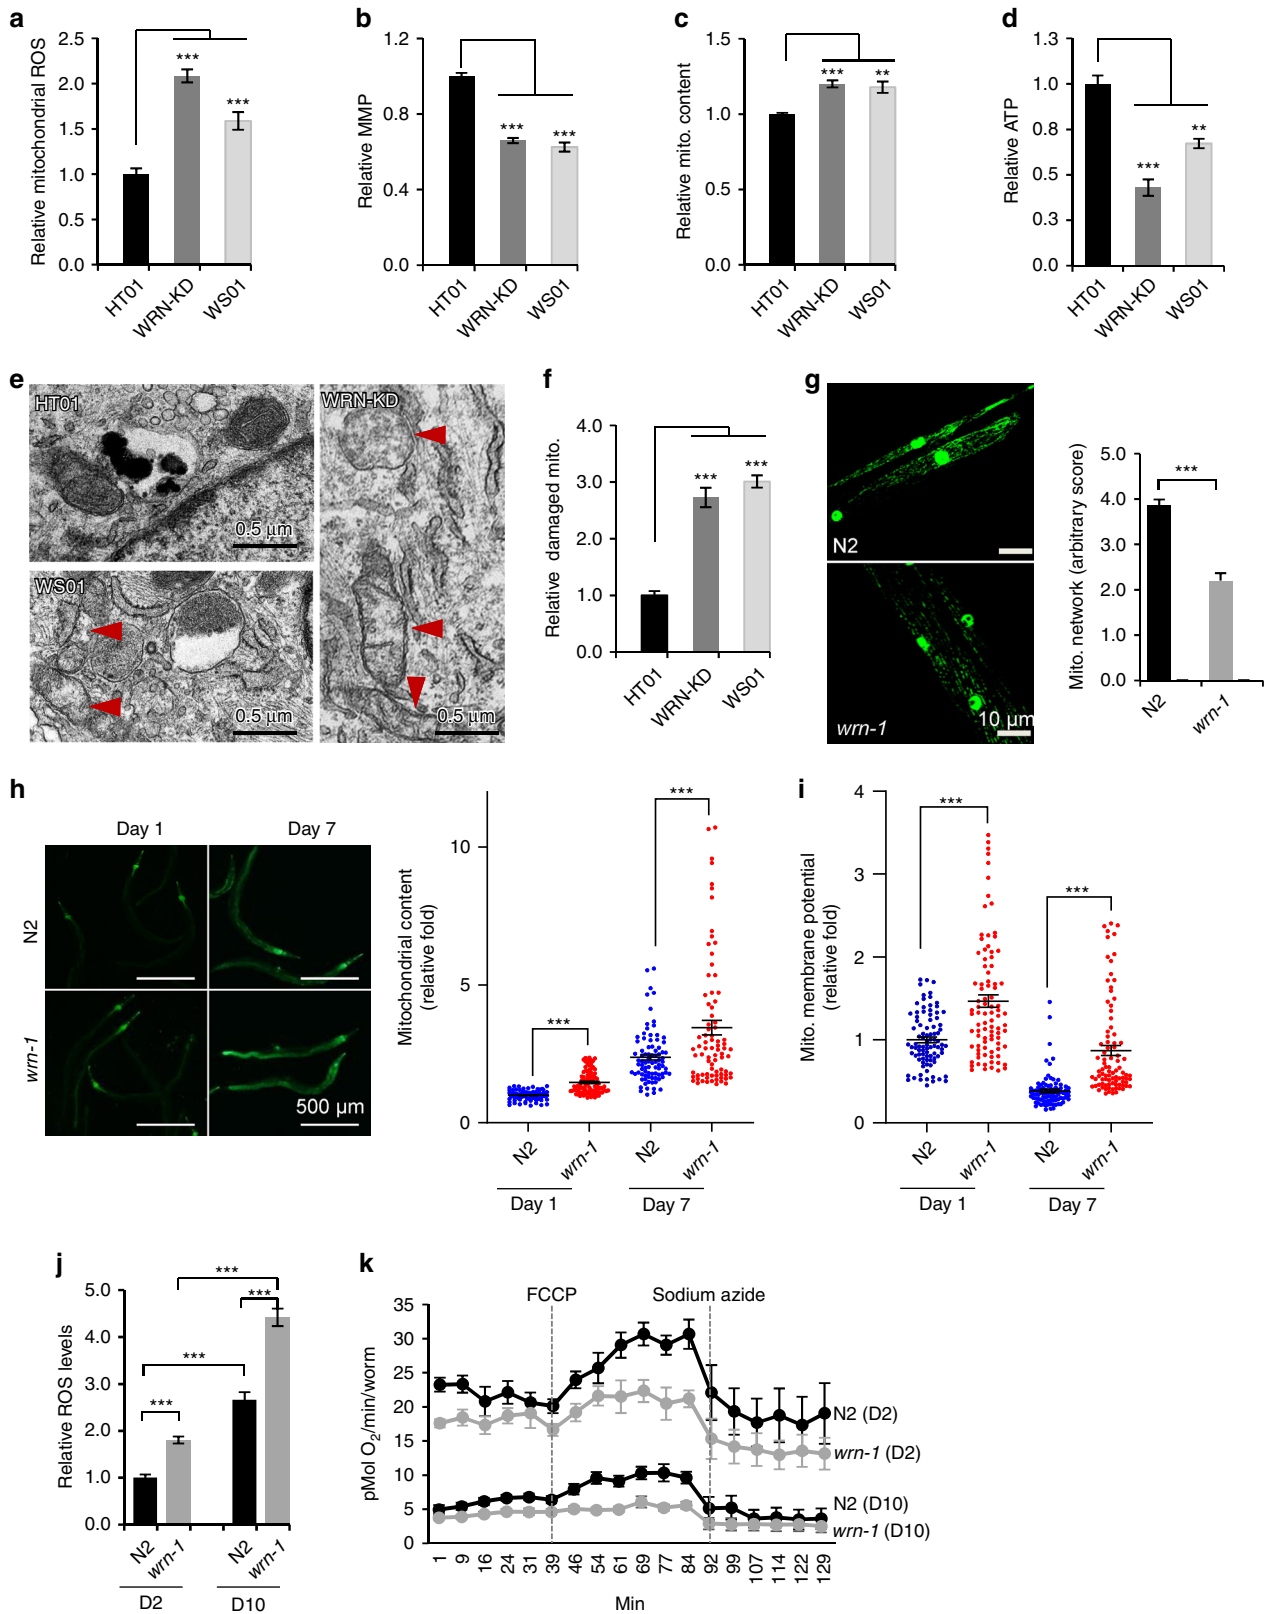 a
Relative mitochondrial ROS
2.5
2.0
1.5
1.0
0.5
0.0
***
***
HT01
WRN-KD
WS01
b
Relative MMP
1.2
0.8
0.4
0.0
***
***
HT01
WRN-KD
WS01
c
Relative mito. content
1.5
1.0
0.5
0.0
***
**
HT01
WRN-KD
WS01
d
Relative ATP
1.3
1.0
0.8
0.5
0.3
0.0
***
**
HT01
WRN-KD
WS01
e
HT01
0.5 µm
WS01
0.5 µm
WRN-KD
0.5 µm
f
Relative damaged mito.
4.0
3.0
2.0
1.0
0.0
***
***
HT01
WRN-KD
WS01
g
N2
wrn-1
10 µm
Mito. network (arbitrary score)
5.0
4.0
3.0
2.0
1.0
0.0
***
N2
wrn-1
h
Day 1
Day 7
N2
wrn-1
500 µm
Mitochondrial content
(relative fold)
10
5
0
***
***
N2
wrn-1
N2
wrn-1
Day 1
Day 7
i
Mito. membrane potential
(relative fold)
4
3
2
1
0
***
***
N2
wrn-1
N2
wrn-1
Day 1
Day 7
j
Relative ROS levels
5.0
4.0
3.0
2.0
1.0
0.0
***
***
***
***
N2
wrn-1
N2
wrn-1
D2
D10
k
FCCP
Sodium azide
pMol O₂/min/worm
35
30
25
20
15
10
5
0
N2 (D2)
wrn-1 (D2)
N2 (D10)
wrn-1 (D10)
1
9
16
24
31
39
46
54
61
69
77
84
92
99
107
114
122
129
Min